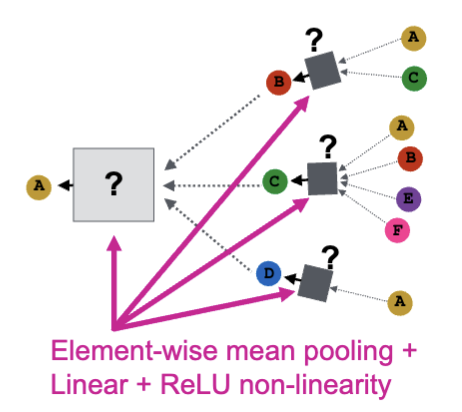 ?
A
C
B
?
A
B
E
F
A
?
C
?
D
A
Element-wise mean pooling +
Linear + ReLU non-linearity